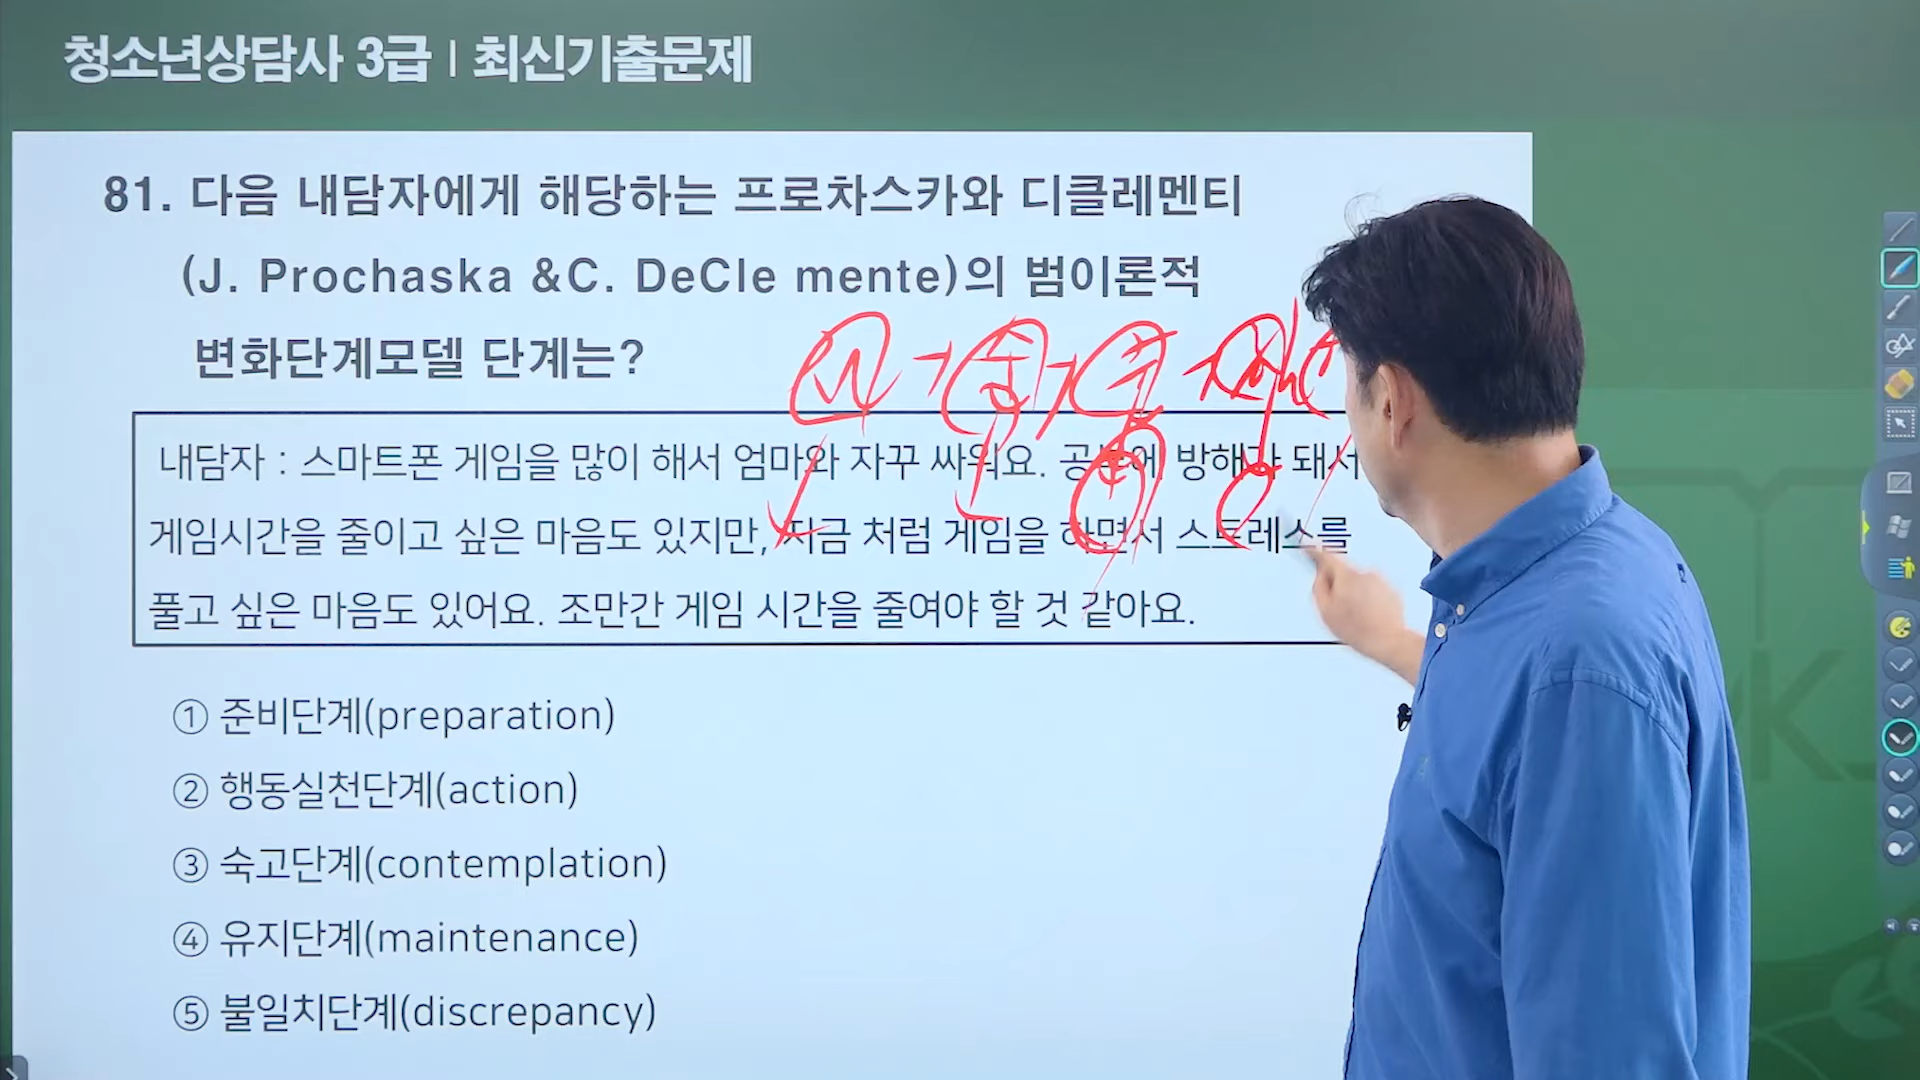 청소년상담사 3급 | 최신기출문제
81. 다음 내담자에게 해당하는 프로차스카와 디클레멘티
(J. Prochaska &C. DeCle mente)의 범이론적
변화단계모델 단계는?
내담자 : 스마트폰 게임을 많이 해서 엄마와 자꾸 싸워요. 공부에 방해가 돼서
게임시간을 줄이고 싶은 마음도 있지만, 지금 처럼 게임을 하면서 스트레스를
풀고 싶은 마음도 있어요. 조만간 게임 시간을 줄여야 할 것 같아요.
① 준비단계(preparation)
② 행동실천단계(action)
③ 숙고단계(contemplation)
④ 유지단계(maintenance)
⑤ 불일치단계(discrepancy)